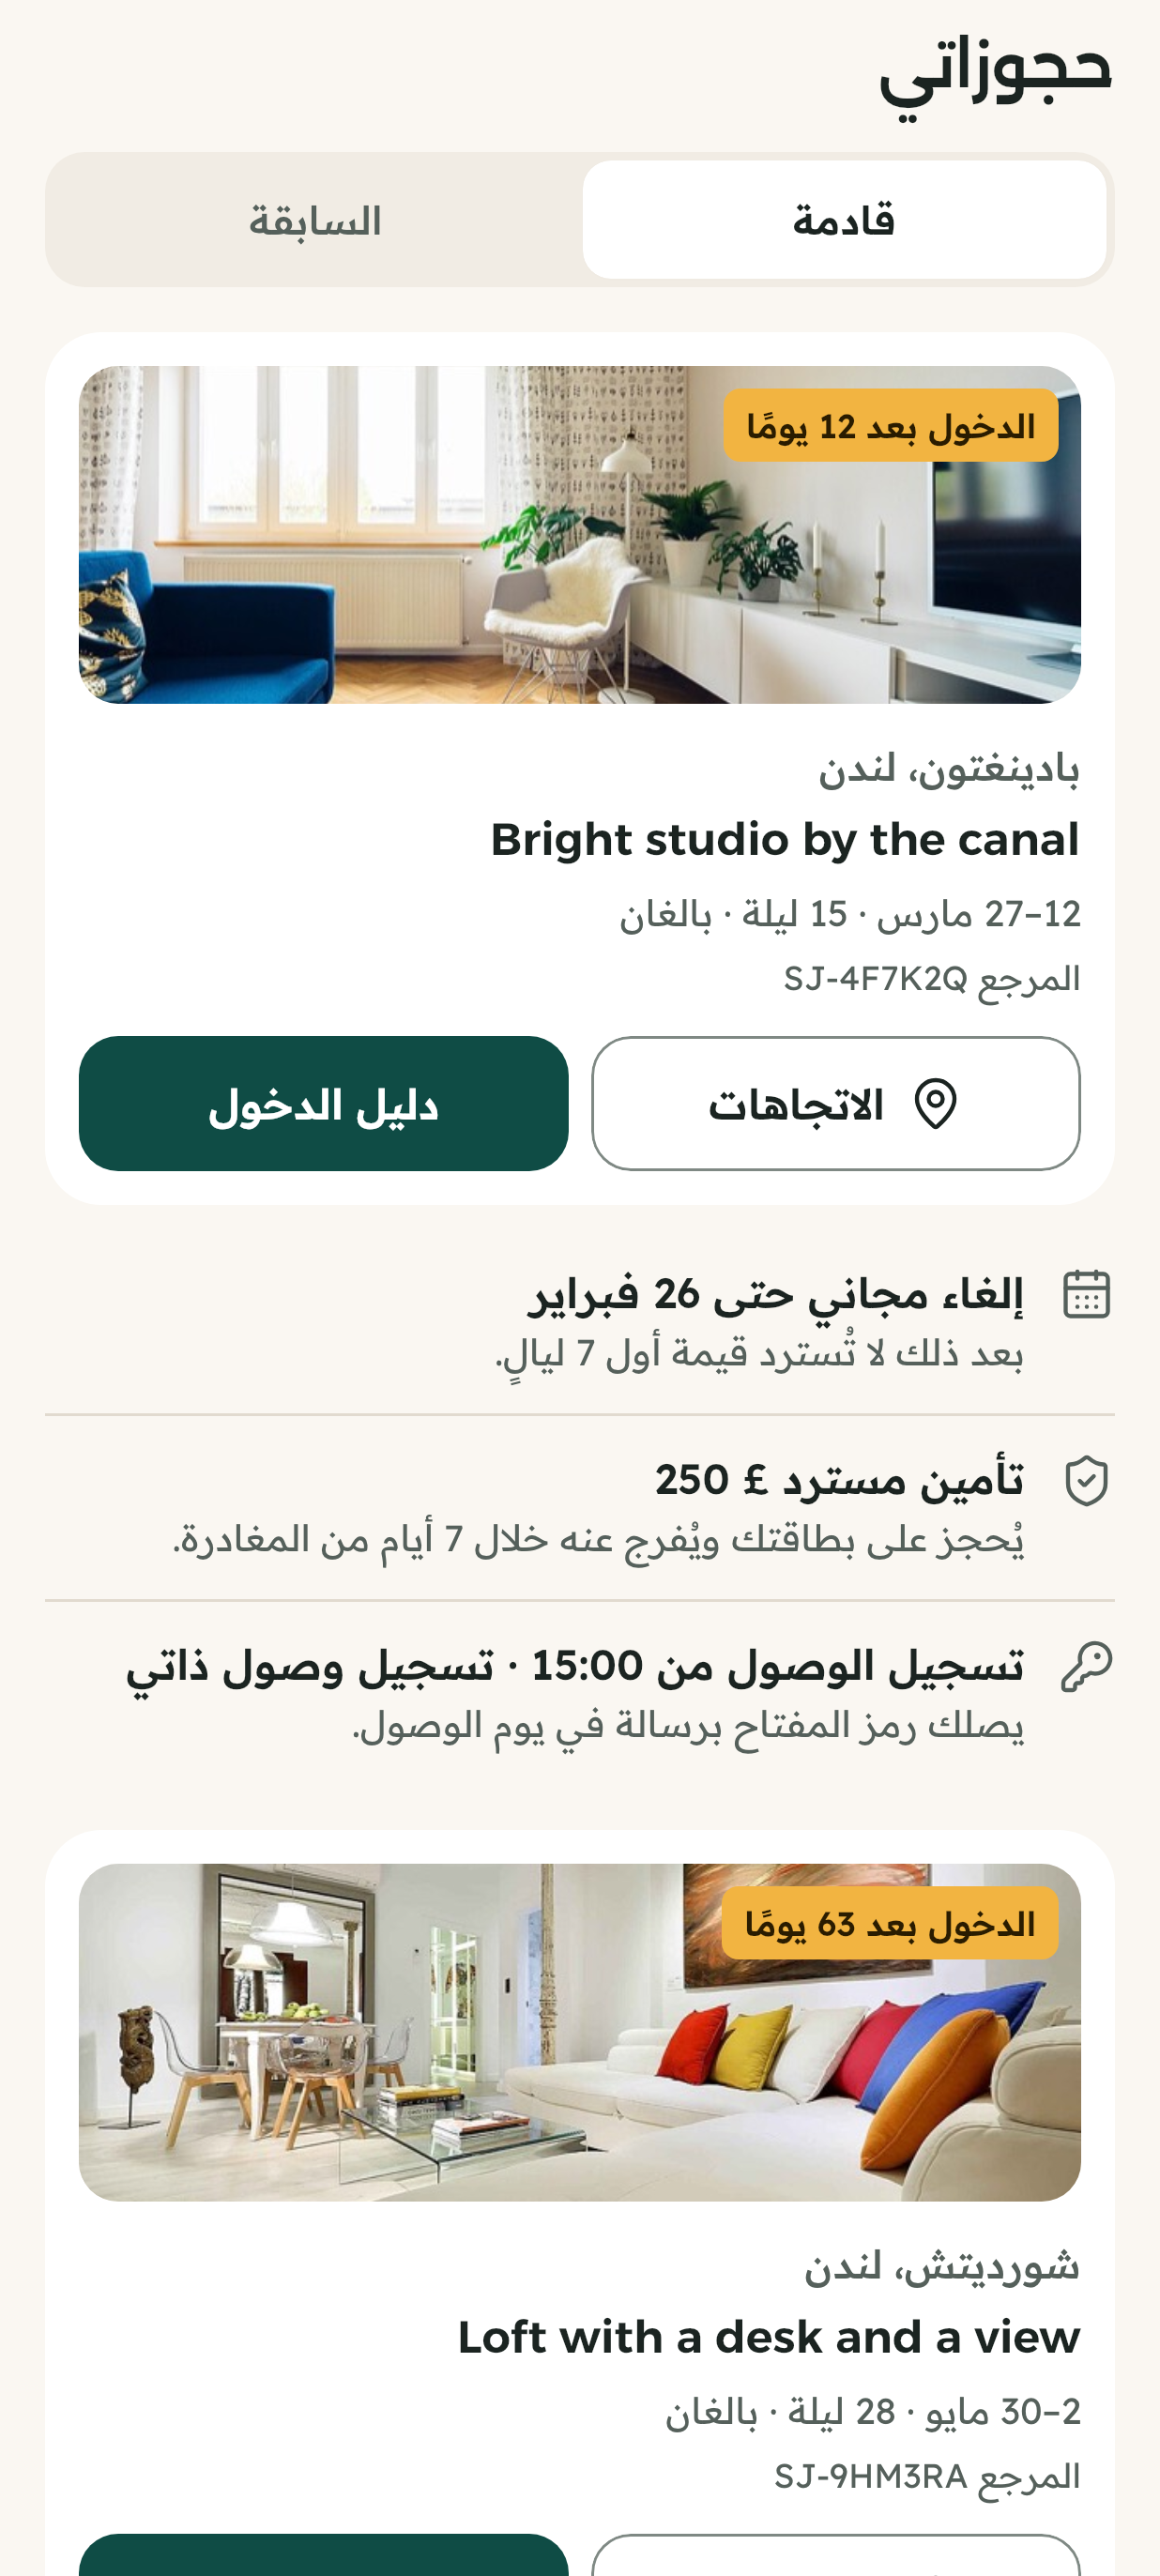 حجوزاتي
قادمة
السابقة
الدخول بعد 12 يومًا
بادينغتون، لندن
Bright studio by the canal
12–27 مارس · 15 ليلة · بالغان
المرجع SJ-4F7K2Q
الاتجاهات
دليل الدخول
إلغاء مجاني حتى 26 فبراير
بعد ذلك لا تُسترد قيمة أول 7 ليالٍ.
تأمين مسترد £ 250
يُحجز على بطاقتك ويُفرج عنه خلال 7 أيام من المغادرة.
تسجيل الوصول من 15:00 · تسجيل وصول ذاتي
يصلك رمز المفتاح برسالة في يوم الوصول.
الدخول بعد 63 يومًا
شورديتش، لندن
Loft with a desk and a view
2–30 مايو · 28 ليلة · بالغان
المرجع SJ-9HM3RA